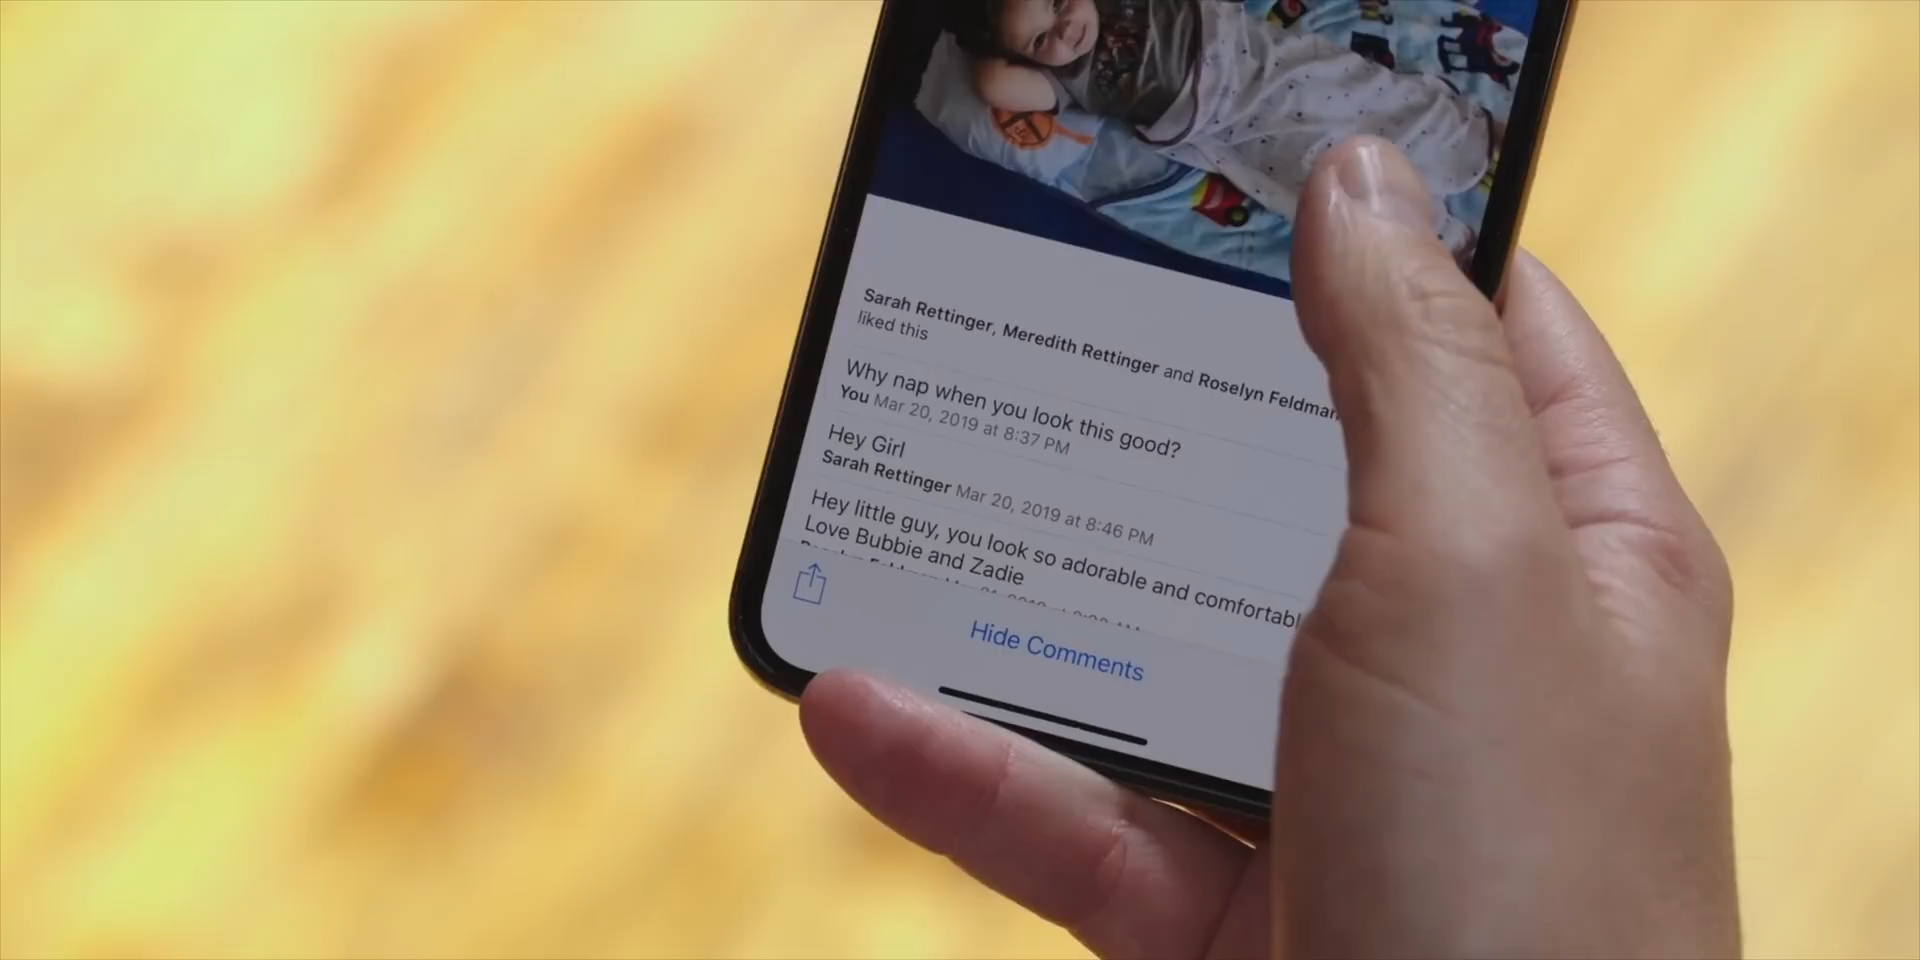 Sarah Rettinger, Meredith Rettinger and Roselyn Feldman
liked this
Why nap when you look this good?
You Mar 20, 2019 at 8:37 PM
Hey Girl
Sarah Rettinger Mar 20, 2019 at 8:46 PM
Hey little guy, you look so adorable and comfortabl
Love Bubbie and Zadie
Hide Comments